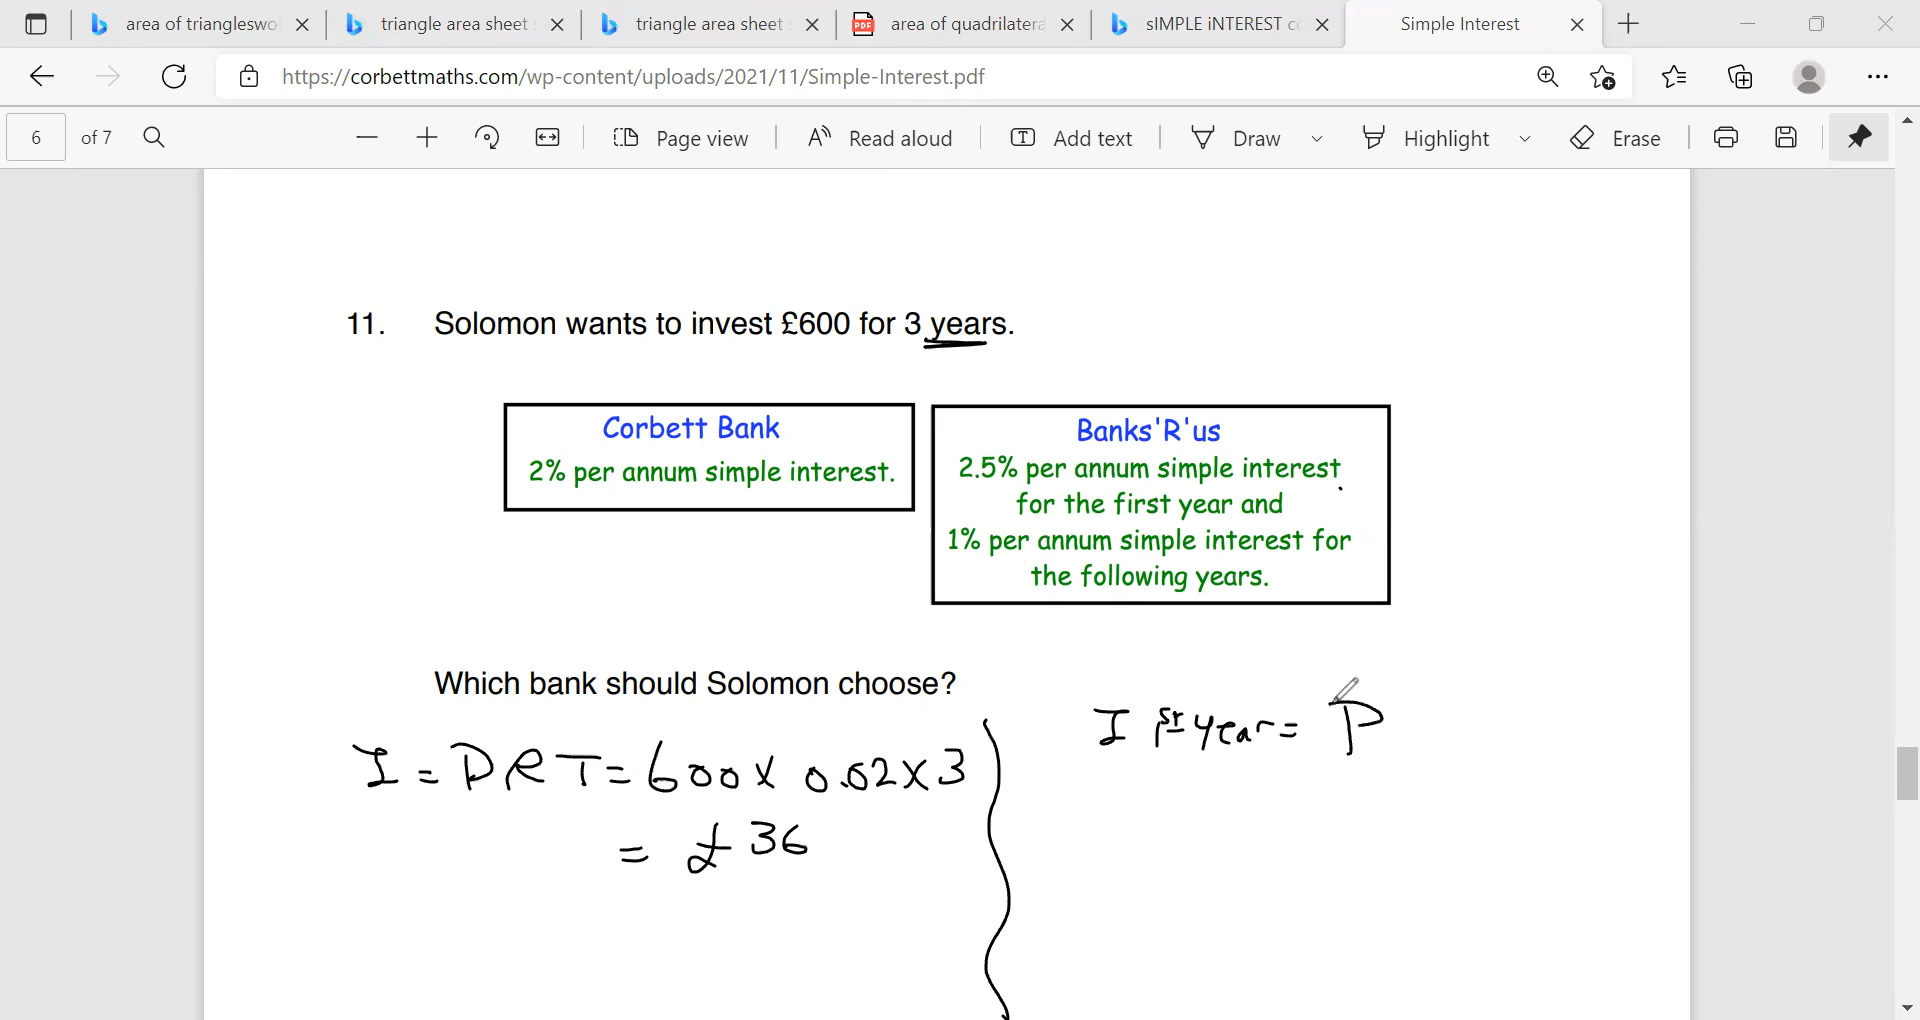 area of triangleswo
triangle area sheet
triangle area sheet
area of quadrilatera
sIMPLE iNTEREST co
Simple Interest
https://corbettmaths.com/wp-content/uploads/2021/11/Simple-Interest.pdf
6 of 7
Page view
Read aloud
Add text
Draw
Highlight
Erase
11. Solomon wants to invest £600 for 3 years.
Corbett Bank
2% per annum simple interest.
Banks'R'us
2.5% per annum simple interest
for the first year and
1% per annum simple interest for
the following years.
Which bank should Solomon choose?
I = PRT = 600 x 0.02 x 3
= £36
I 1st year = P